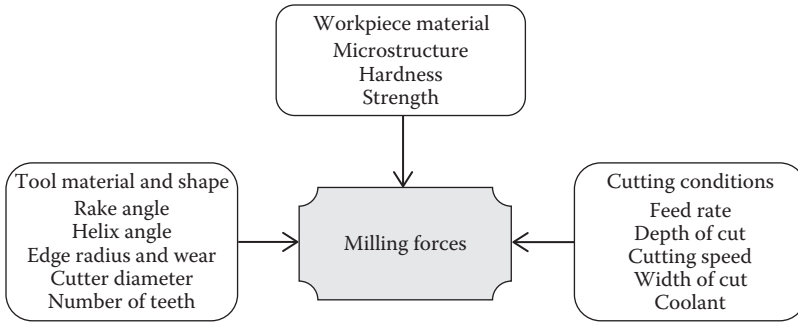 Workpiece material
Microstructure
Hardness
Strength
Tool material and shape
Rake angle
Helix angle
Edge radius and wear
Cutter diameter
Number of teeth
Milling forces
Cutting conditions
Feed rate
Depth of cut
Cutting speed
Width of cut
Coolant